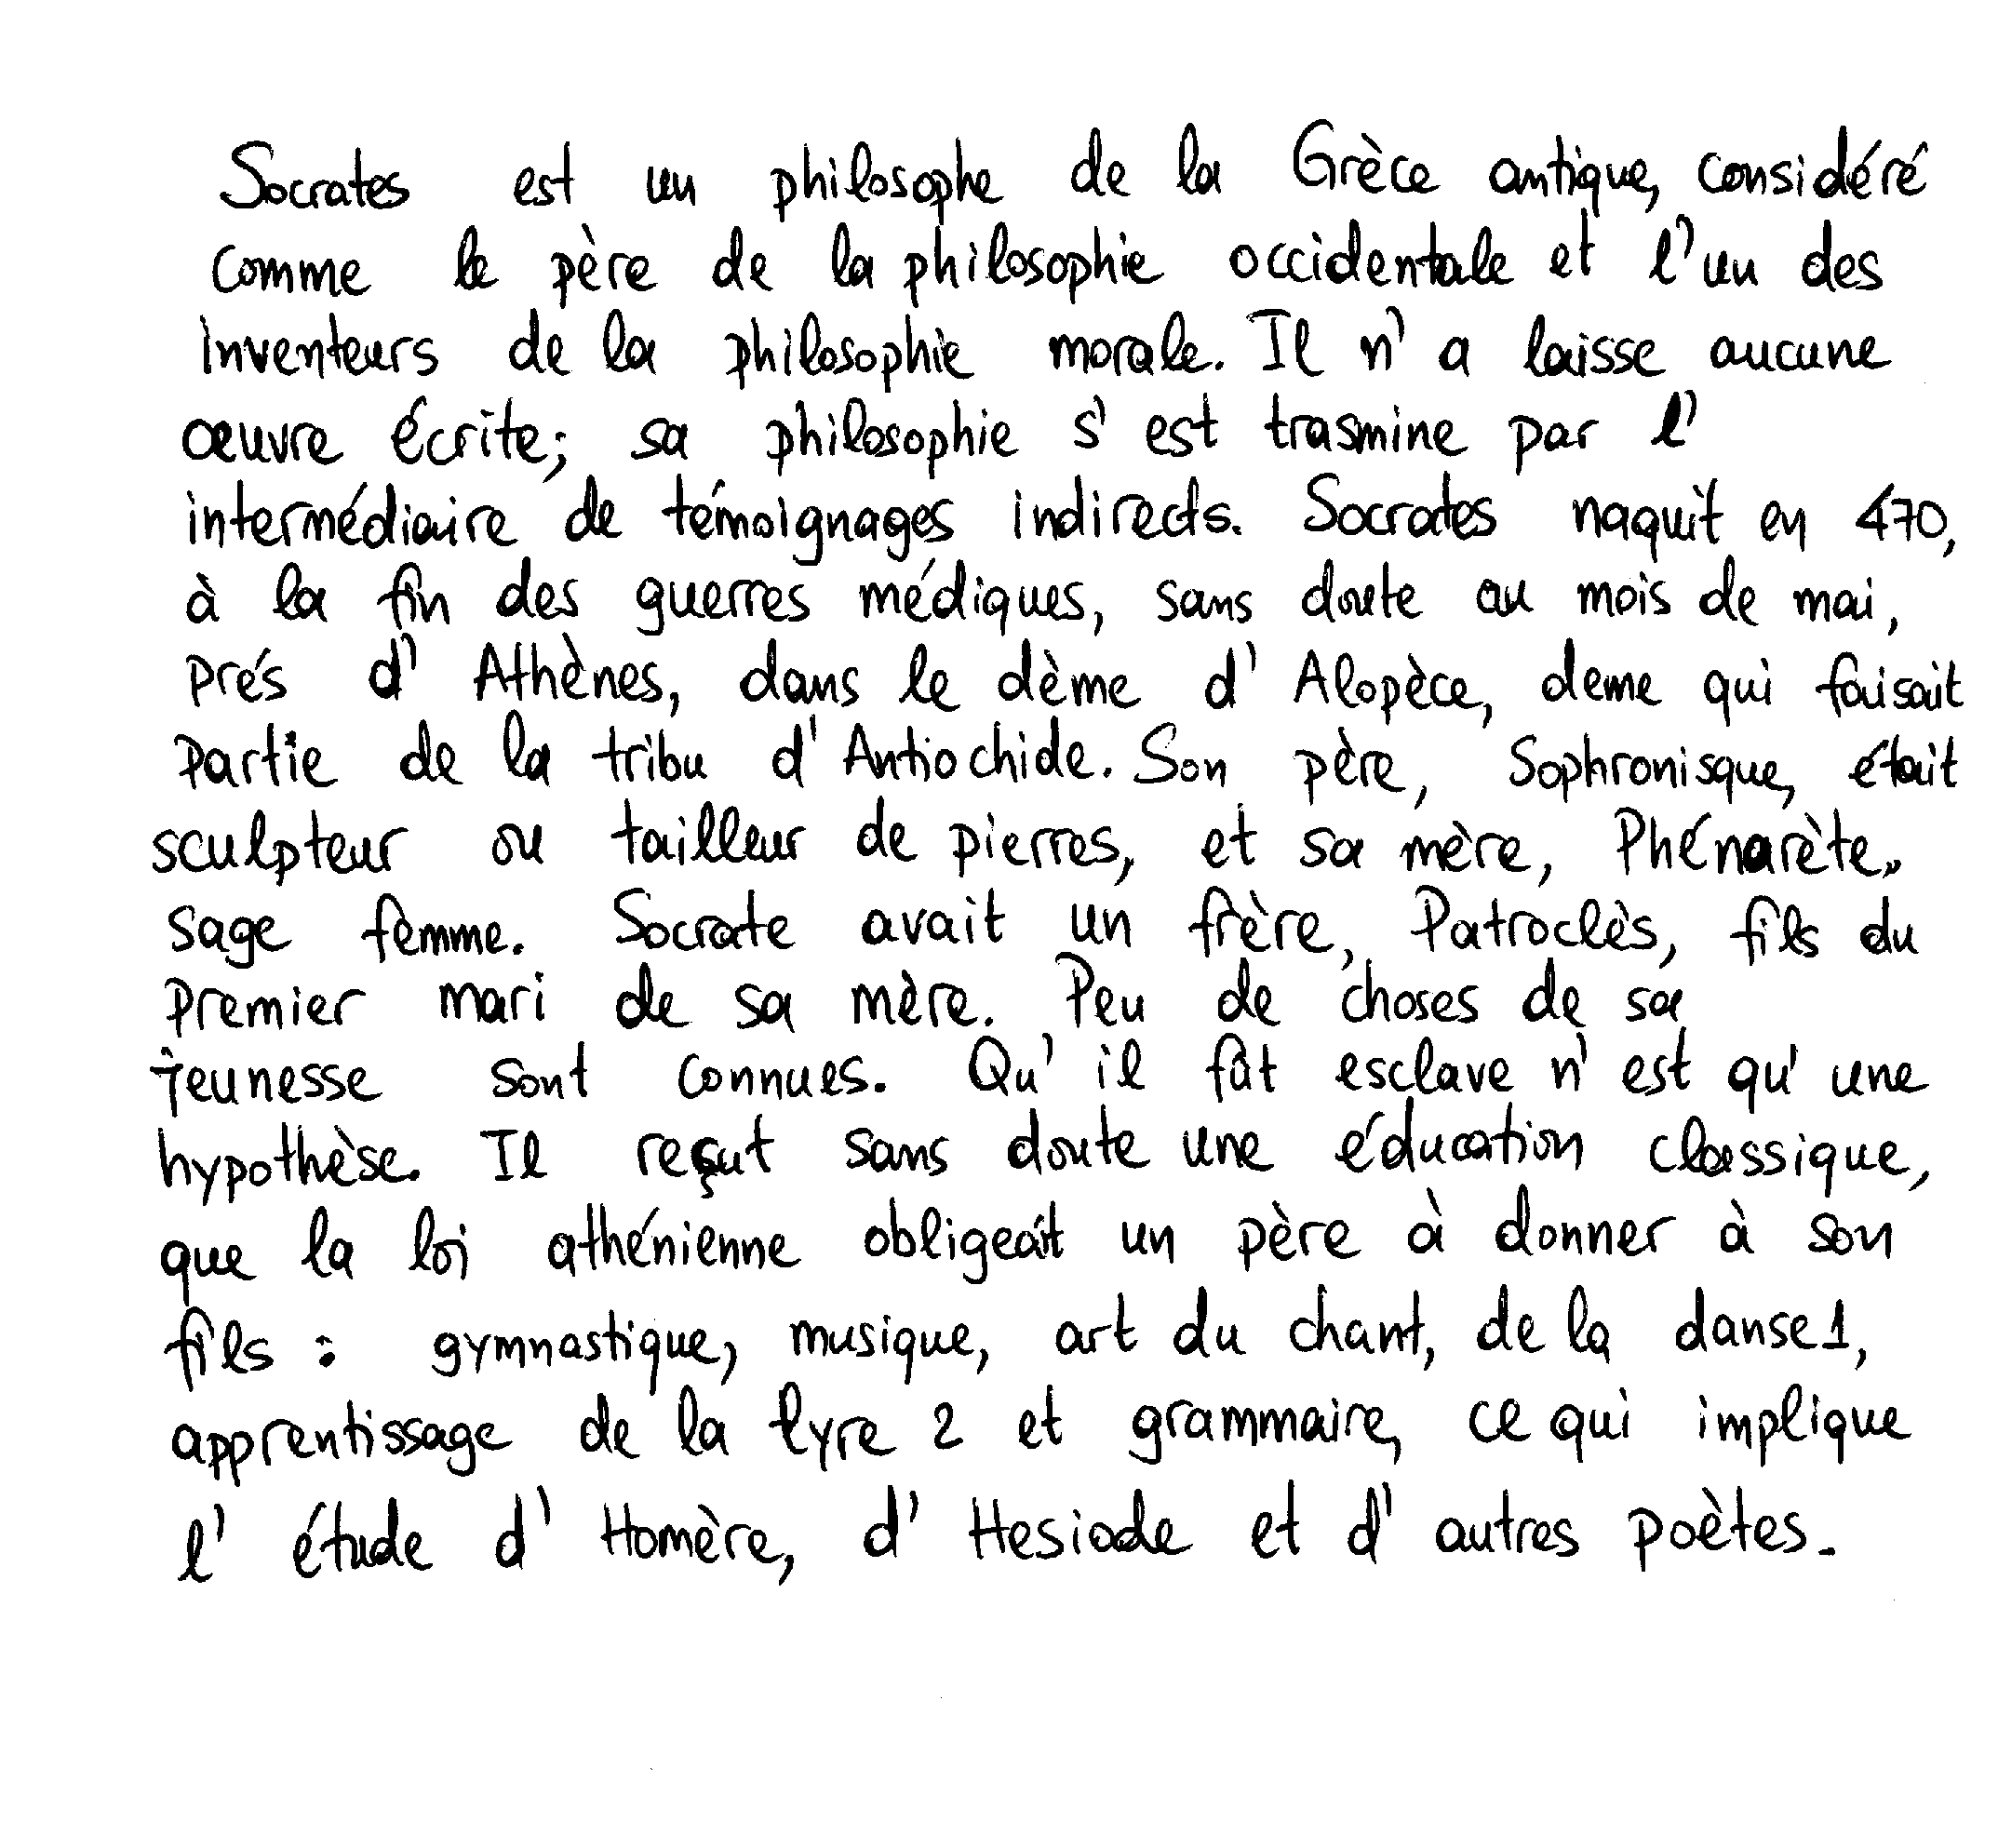 Socrates est un philosophe de la Grèce antique, considéré
comme le père de la philosophie occidentale et l'un des
inventeurs de la philosophie morale. Il n'a laisse aucune
œuvre écrite; sa philosophie s'est trasmine par l'
intermédiaire de témoignages indirects. Socrates naquit en 470,
à la fin des guerres médiques, sans doute au mois de mai,
prés d'Athènes, dans le dème d'Alopèce, deme qui faisait
partie de la tribu d'Antiochide. Son père, Sophronisque, était
sculpteur ou tailleur de pierres, et sa mère, Phénarète,
sage femme. Socrate avait un frère, Patroclès, fils du
premier mari de sa mère. Peu de choses de sa
jeunesse sont connues. Qu'il fût esclave n'est qu'une
hypothèse. Il reçut sans doute une éducation classique,
que la loi athénienne obligeait un père à donner à son
fils : gymnastique, musique, art du chant, de la danse1,
apprentissage de la lyre 2 et grammaire, ce qui implique
l'étude d'Homère, d'Hesiode et d'autres poètes.